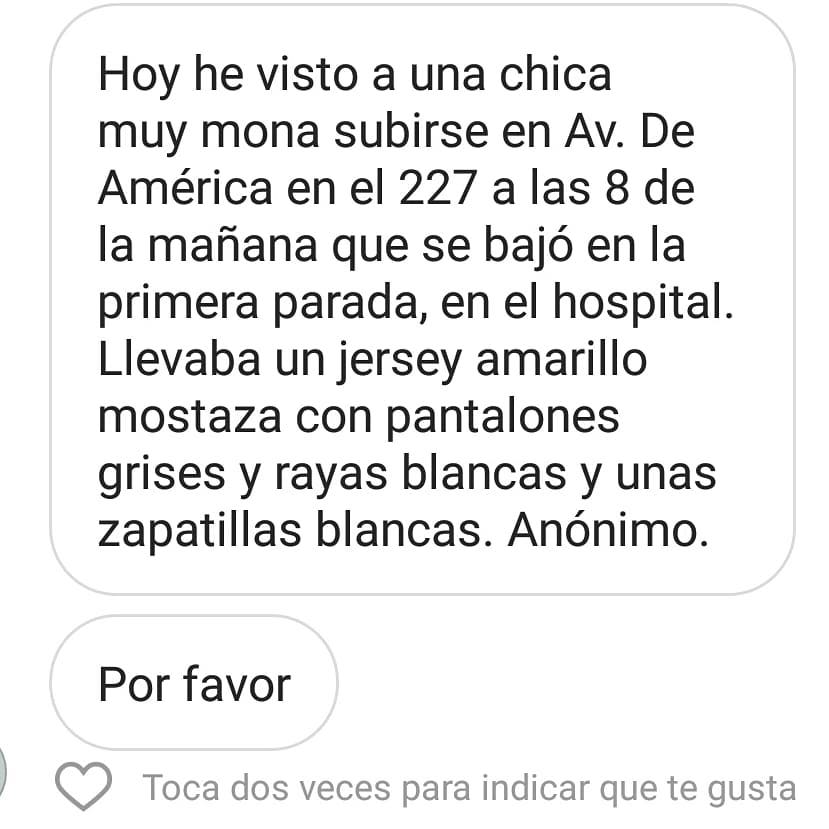 Hoy he visto a una chica
muy mona subirse en Av. De
América en el 227 a las 8 de
la mañana que se bajó en la
primera parada, en el hospital.
Llevaba un jersey amarillo
mostaza con pantalones
grises y rayas blancas y unas
zapatillas blancas. Anónimo.
Por favor
Toca dos veces para indicar que te gusta